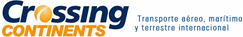 Crossing
CONTINENTS
Transporte aéreo, marítimo
y terrestre internacional